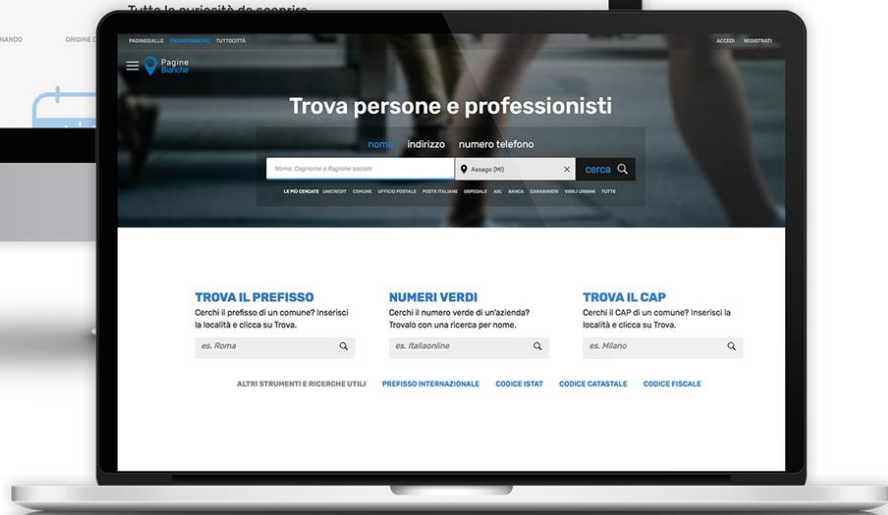 Tutte le curiosità da scoprire
NANDO
ORIGINE
PAGINEGIALLE PAGINEBIANCHE TUTTOCITTÀ
ACCEDI REGISTRATI
Pagine
Bianche
Trova persone e professionisti
nome indirizzo numero telefono
Nome, Cognome o Ragione sociale
Assago (MI)
cerca
LE PIÙ CERCATE UNICREDIT COMUNE UFFICIO POSTALE POSTE ITALIANE OSPEDALE ASL BANCA CARABINIERI VIGILI URBANI TUTTE
TROVA IL PREFISSO
Cerchi il prefisso di un comune? Inserisci
la località e clicca su Trova.
es. Roma
NUMERI VERDI
Cerchi il numero verde di un'azienda?
Trovalo con una ricerca per nome.
es. Italiaonline
TROVA IL CAP
Cerchi il CAP di un comune? Inserisci la
località e clicca su Trova.
es. Milano
ALTRI STRUMENTI E RICERCHE UTILI PREFISSO INTERNAZIONALE CODICE ISTAT CODICE CATASTALE CODICE FISCALE